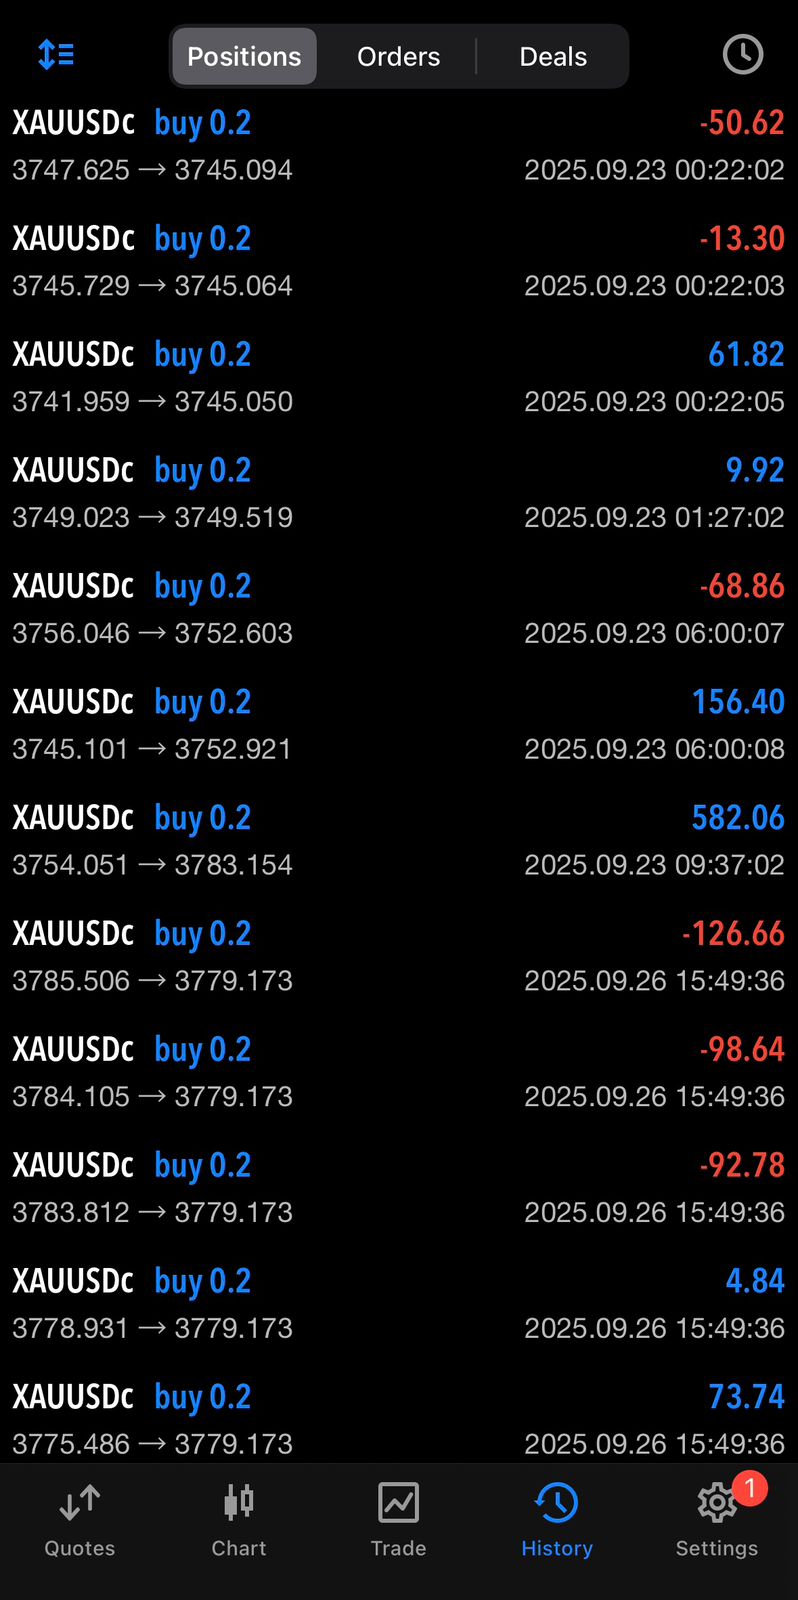 Positions Orders Deals
XAUUSDc buy 0.2 -50.62
3747.625 → 3745.094 2025.09.23 00:22:02
XAUUSDc buy 0.2 -13.30
3745.729 → 3745.064 2025.09.23 00:22:03
XAUUSDc buy 0.2 61.82
3741.959 → 3745.050 2025.09.23 00:22:05
XAUUSDc buy 0.2 9.92
3749.023 → 3749.519 2025.09.23 01:27:02
XAUUSDc buy 0.2 -68.86
3756.046 → 3752.603 2025.09.23 06:00:07
XAUUSDc buy 0.2 156.40
3745.101 → 3752.921 2025.09.23 06:00:08
XAUUSDc buy 0.2 582.06
3754.051 → 3783.154 2025.09.23 09:37:02
XAUUSDc buy 0.2 -126.66
3785.506 → 3779.173 2025.09.26 15:49:36
XAUUSDc buy 0.2 -98.64
3784.105 → 3779.173 2025.09.26 15:49:36
XAUUSDc buy 0.2 -92.78
3783.812 → 3779.173 2025.09.26 15:49:36
XAUUSDc buy 0.2 4.84
3778.931 → 3779.173 2025.09.26 15:49:36
XAUUSDc buy 0.2 73.74
3775.486 → 3779.173 2025.09.26 15:49:36
1
Quotes Chart Trade History Settings